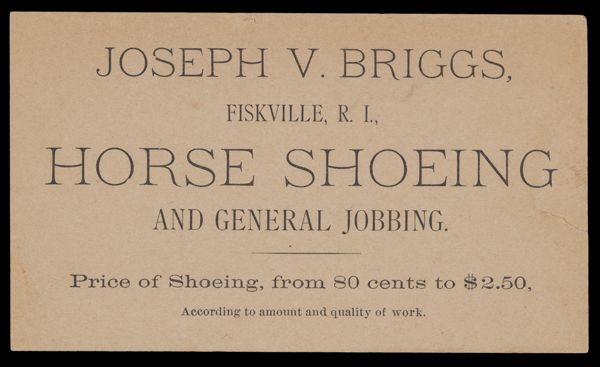 JOSEPH V. BRIGGS,
FISKVILLE, R. I.,
HORSE SHOEING
AND GENERAL JOBBING.
Price of Shoeing, from 80 cents to $2.50,
According to amount and quality of work.